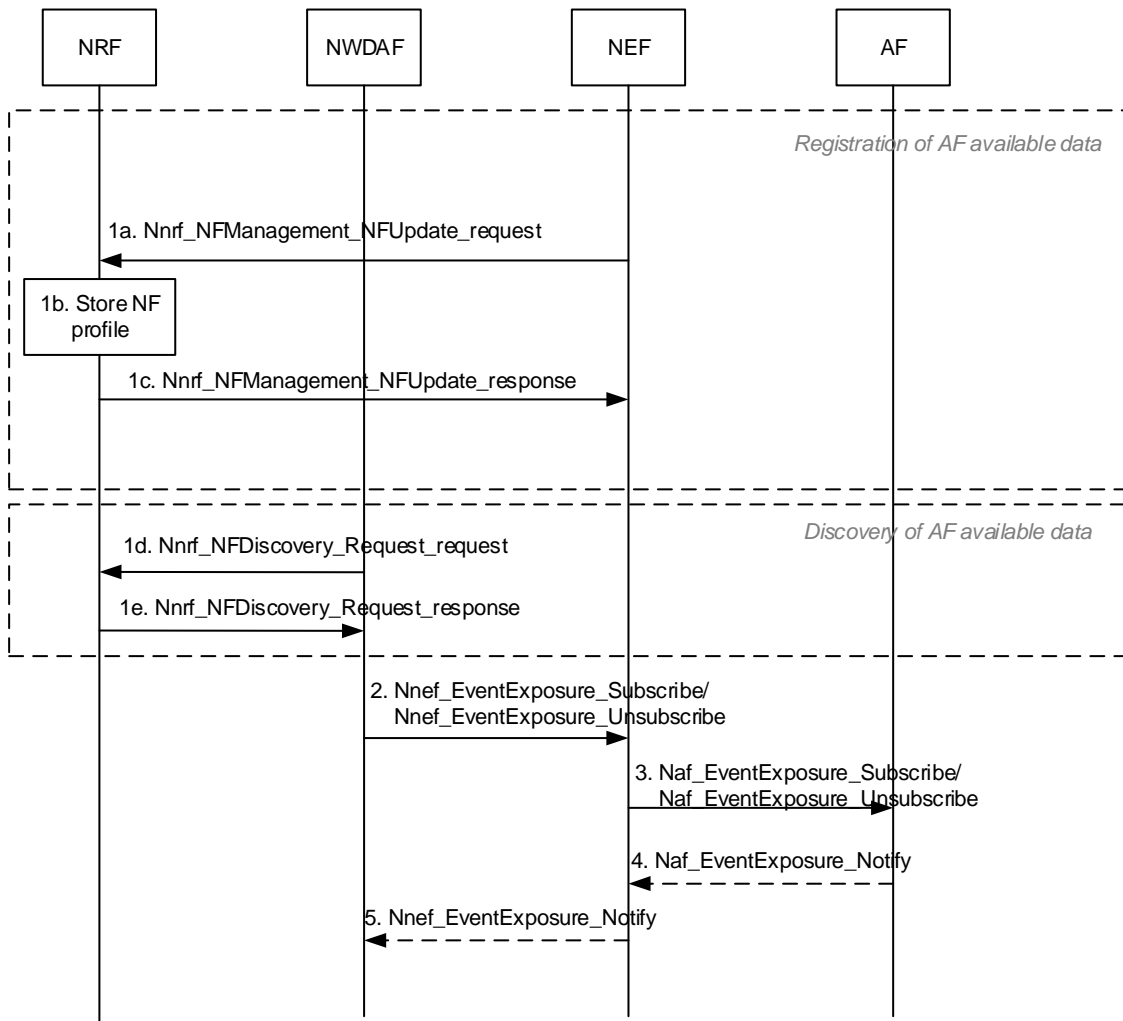 NRF
NWDAF
NEF
AF
Registration of AF available data
1a. Nnrf_NFManagement_NFUpdate_request
1b. Store NF
profile
1c. Nnrf_NFManagement_NFUpdate_response
Discovery of AF available data
1d. Nnrf_NFDiscovery_Request_request
1e. Nnrf_NFDiscovery_Request_response
2. Nnef_EventExposure_Subscribe/
Nnef_EventExposure_Unsubscribe
3. Naf_EventExposure_Subscribe/
Naf_EventExposure_Unsubscribe
4. Naf_EventExposure_Notify
5. Nnef_EventExposure_Notify